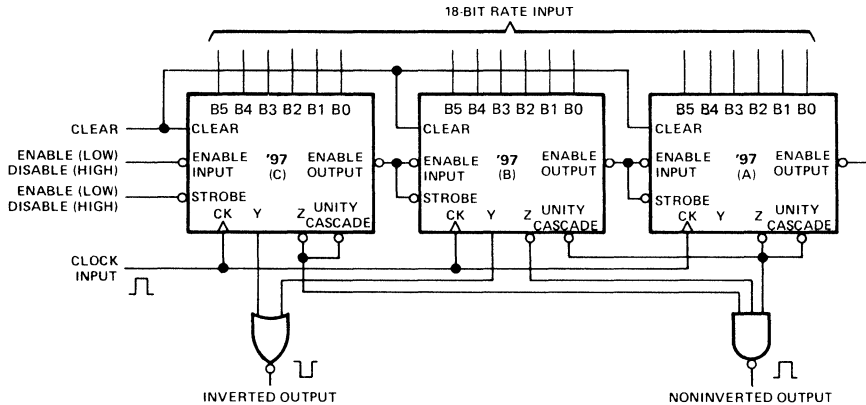 18-BIT RATE INPUT
B5 B4 B3 B2 B1 B0
B5 B4 B3 B2 B1 B0
B5 B4 B3 B2 B1 B0
CLEAR
CLEAR
CLEAR
CLEAR
ENABLE (LOW)
DISABLE (HIGH)
ENABLE INPUT
'97
(C)
ENABLE OUTPUT
ENABLE INPUT
'97
(B)
ENABLE OUTPUT
ENABLE INPUT
'97
(A)
ENABLE OUTPUT
ENABLE (LOW)
DISABLE (HIGH)
STROBE
STROBE
STROBE
CK Y Z UNITY CASCADE
CK Y Z UNITY CASCADE
CK Y Z UNITY CASCADE
CLOCK
INPUT
INVERTED OUTPUT
NONINVERTED OUTPUT